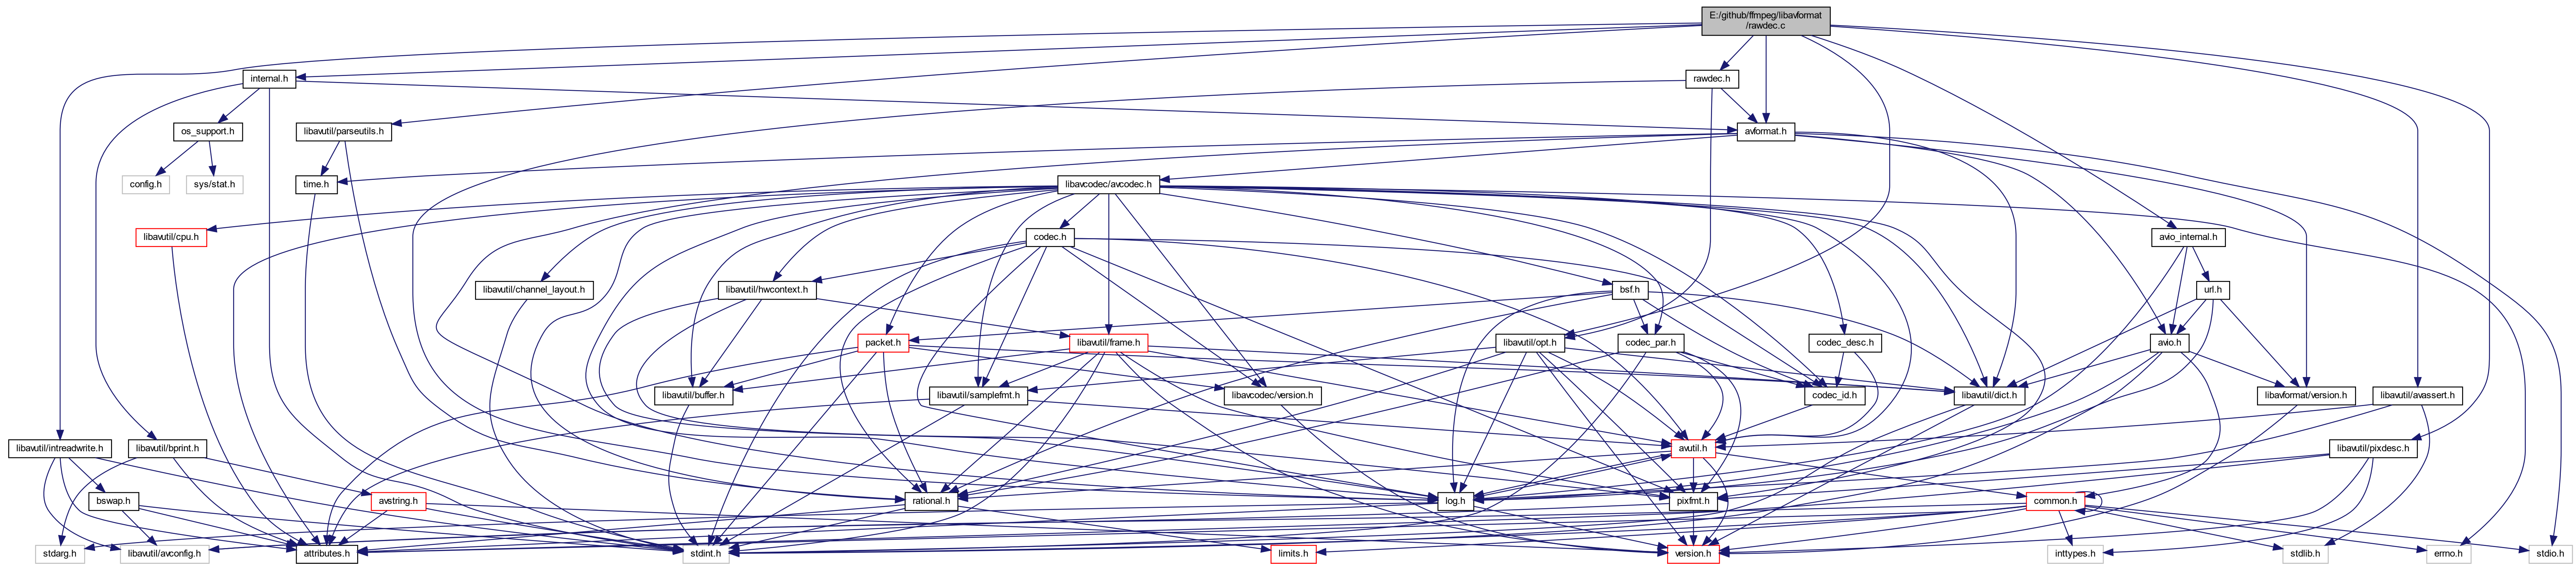 E:/github/ffmpeg/libavformat
/rawdec.c
internal.h
rawdec.h
os_support.h
libavutil/parseutils.h
avformat.h
config.h
sys/stat.h
time.h
libavcodec/avcodec.h
libavutil/cpu.h
codec.h
avio_internal.h
libavutil/channel_layout.h
libavutil/hwcontext.h
bsf.h
url.h
packet.h
libavutil/frame.h
libavutil/opt.h
codec_par.h
codec_desc.h
avio.h
libavutil/buffer.h
libavutil/samplefmt.h
libavcodec/version.h
codec_id.h
libavutil/dict.h
libavformat/version.h
libavutil/avassert.h
libavutil/intreadwrite.h
libavutil/bprint.h
avutil.h
libavutil/pixdesc.h
bswap.h
avstring.h
rational.h
log.h
pixfmt.h
common.h
stdarg.h
libavutil/avconfig.h
attributes.h
stdint.h
limits.h
version.h
inttypes.h
stdlib.h
errno.h
stdio.h